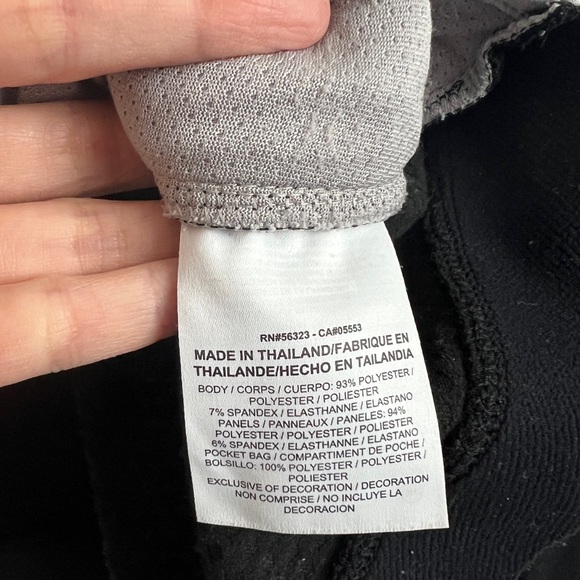 RN#56323 - CA#05553
MADE IN THAILAND/FABRIQUE EN
THAILANDE/HECHO EN TAILANDIA
BODY / CORPS / CUERPO: 93% POLYESTER /
POLYESTER / POLIESTER
7% SPANDEX / ELASTHANNE / ELASTANO
PANELS / PANNEAUX / PANELES: 94%
POLYESTER / POLYESTER / POLIESTER
6% SPANDEX / ELASTHANNE / ELASTANO
POCKET BAG / COMPARTIMENT DE POCHE /
BOLSILLO: 100% POLYESTER / POLYESTER /
POLIESTER
EXCLUSIVE OF DECORATION / DECORATION
NON COMPRISE / NO INCLUYE LA
DECORACIÓN